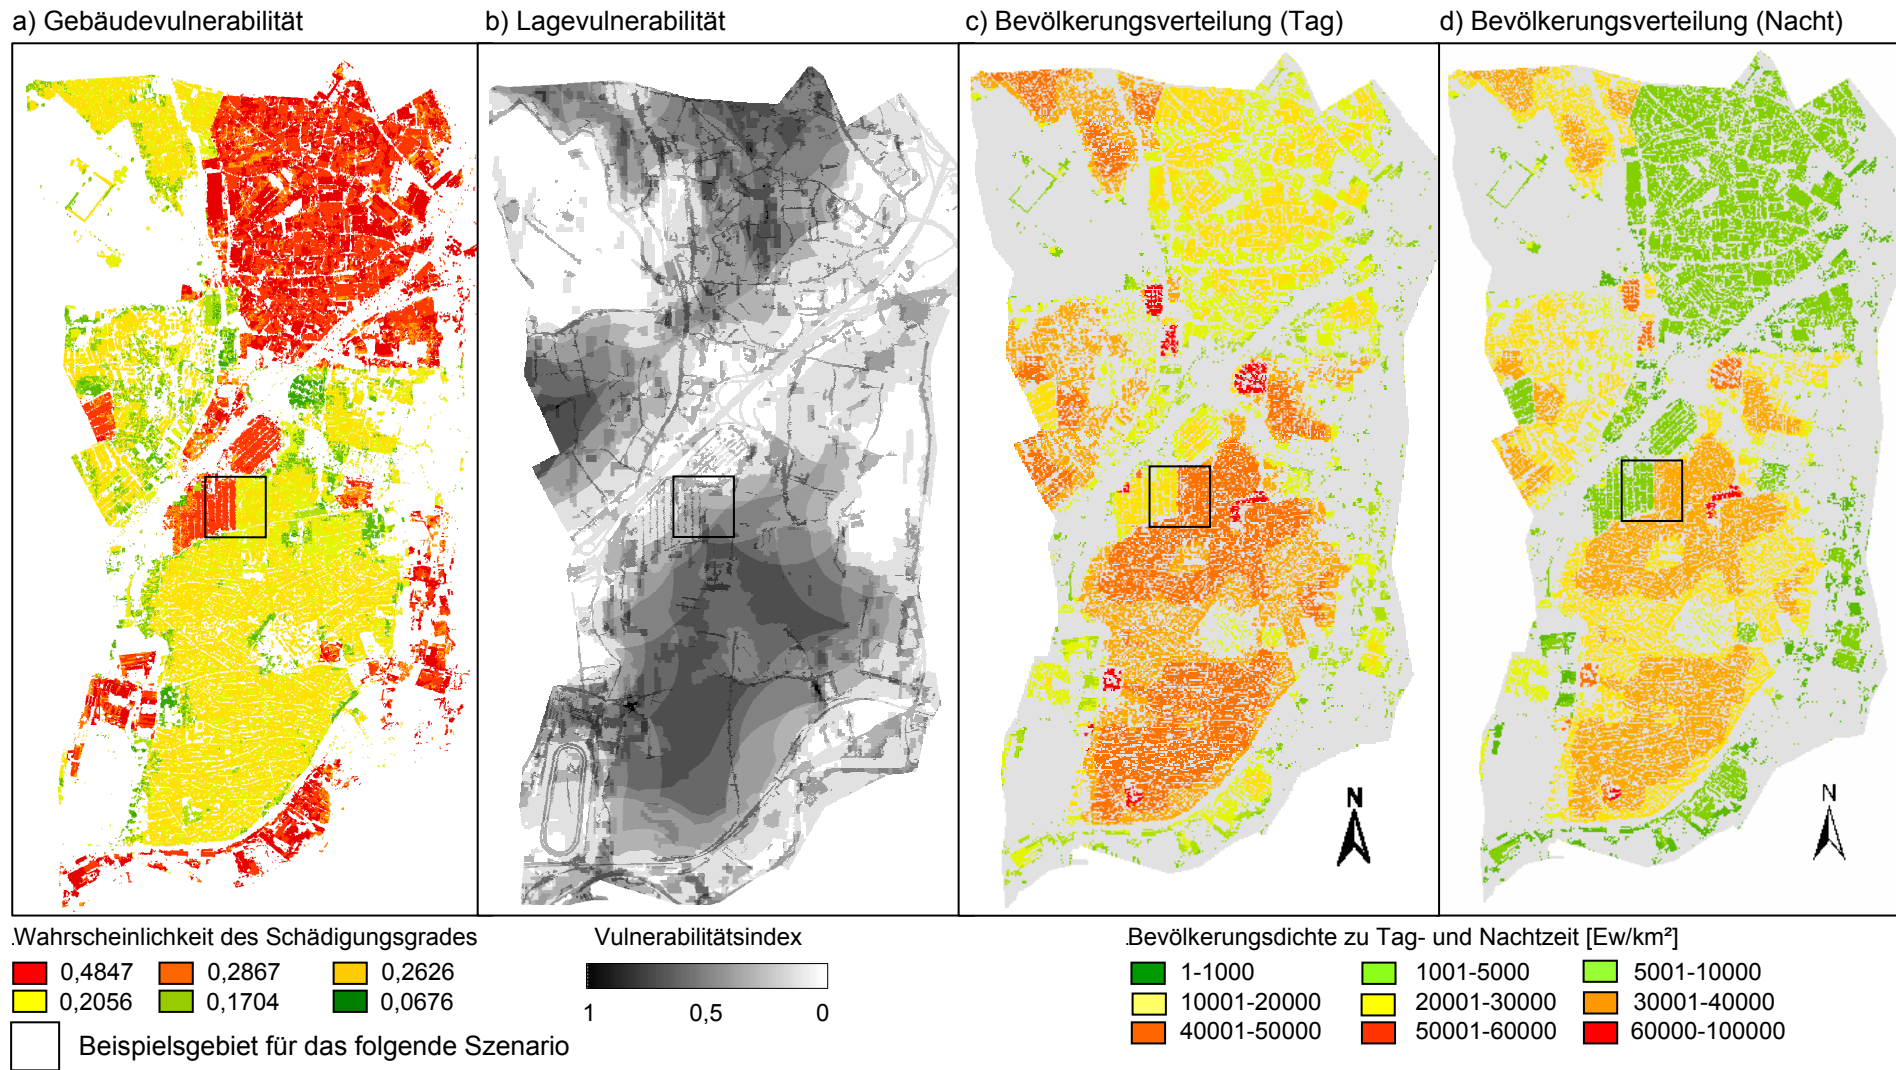 a) Gebäudevulnerabilität
b) Lagevulnerabilität
c) Bevölkerungsverteilung (Tag)
d) Bevölkerungsverteilung (Nacht)
N
N
.Wahrscheinlichkeit des Schädigungsgrades
0,4847 0,2867 0,2626
0,2056 0,1704 0,0676
Beispielsgebiet für das folgende Szenario
Vulnerabilitätsindex
1 0,5 0
.Bevölkerungsdichte zu Tag- und Nachtzeit [Ew/km²]
1-1000 1001-5000 5001-10000
10001-20000 20001-30000 30001-40000
40001-50000 50001-60000 60000-100000